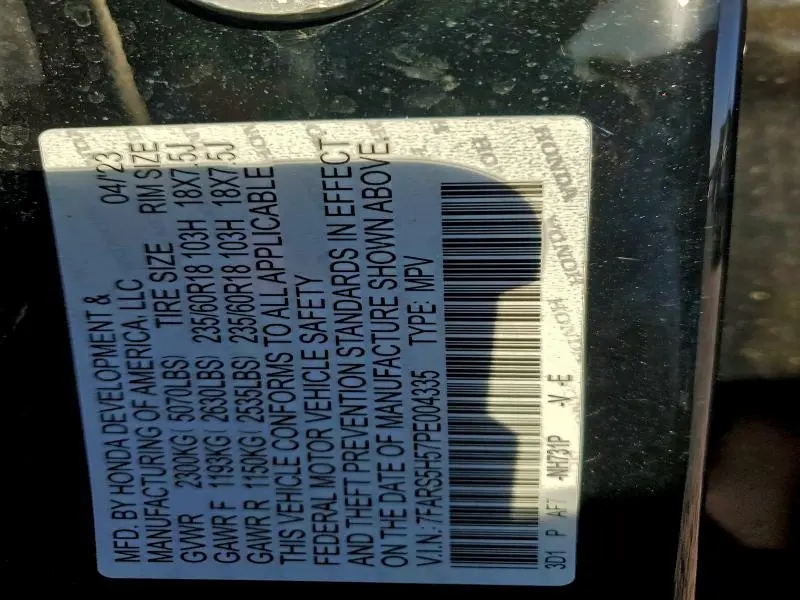 MFD. BY HONDA DEVELOPMENT & 04/'23
MANUFACTURING OF AMERICA, LLC TIRE SIZE RIM SIZE
GVWR 2300KG (5070LBS)
GAWR F 1193KG (2630LBS) 235/60R18 103H 18X7.5J
GAWR R 1150KG (2535LBS) 235/60R18 103H 18X7.5J
THIS VEHICLE CONFORMS TO ALL APPLICABLE
FEDERAL MOTOR VEHICLE SAFETY
AND THEFT PREVENTION STANDARDS IN EFFECT
ON THE DATE OF MANUFACTURE SHOWN ABOVE.
V.I.N.:7FARS5H57PE004335 TYPE: MPV
3D1 P -NH731P -V -E
HONDA
HONDA
HONDA